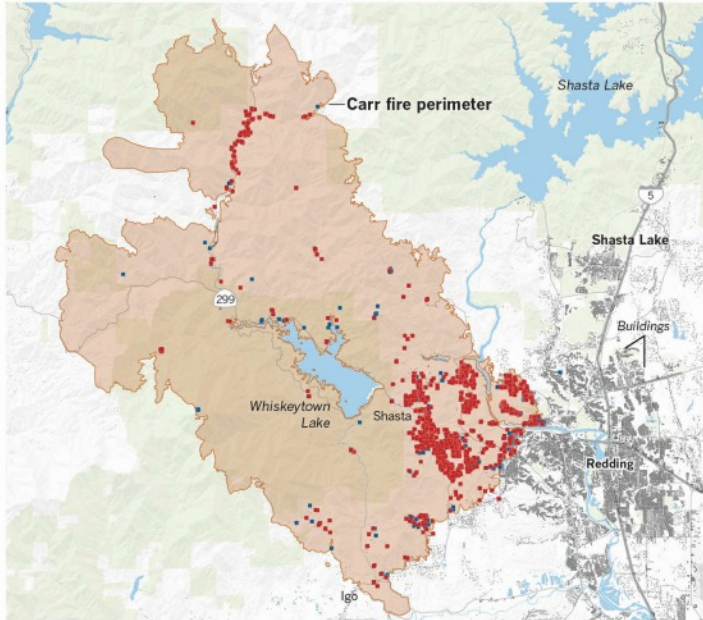 Shasta Lake
Carr fire perimeter
5
Shasta Lake
299
Buildings
Whiskeytown
Lake
Shasta
Redding
Igo